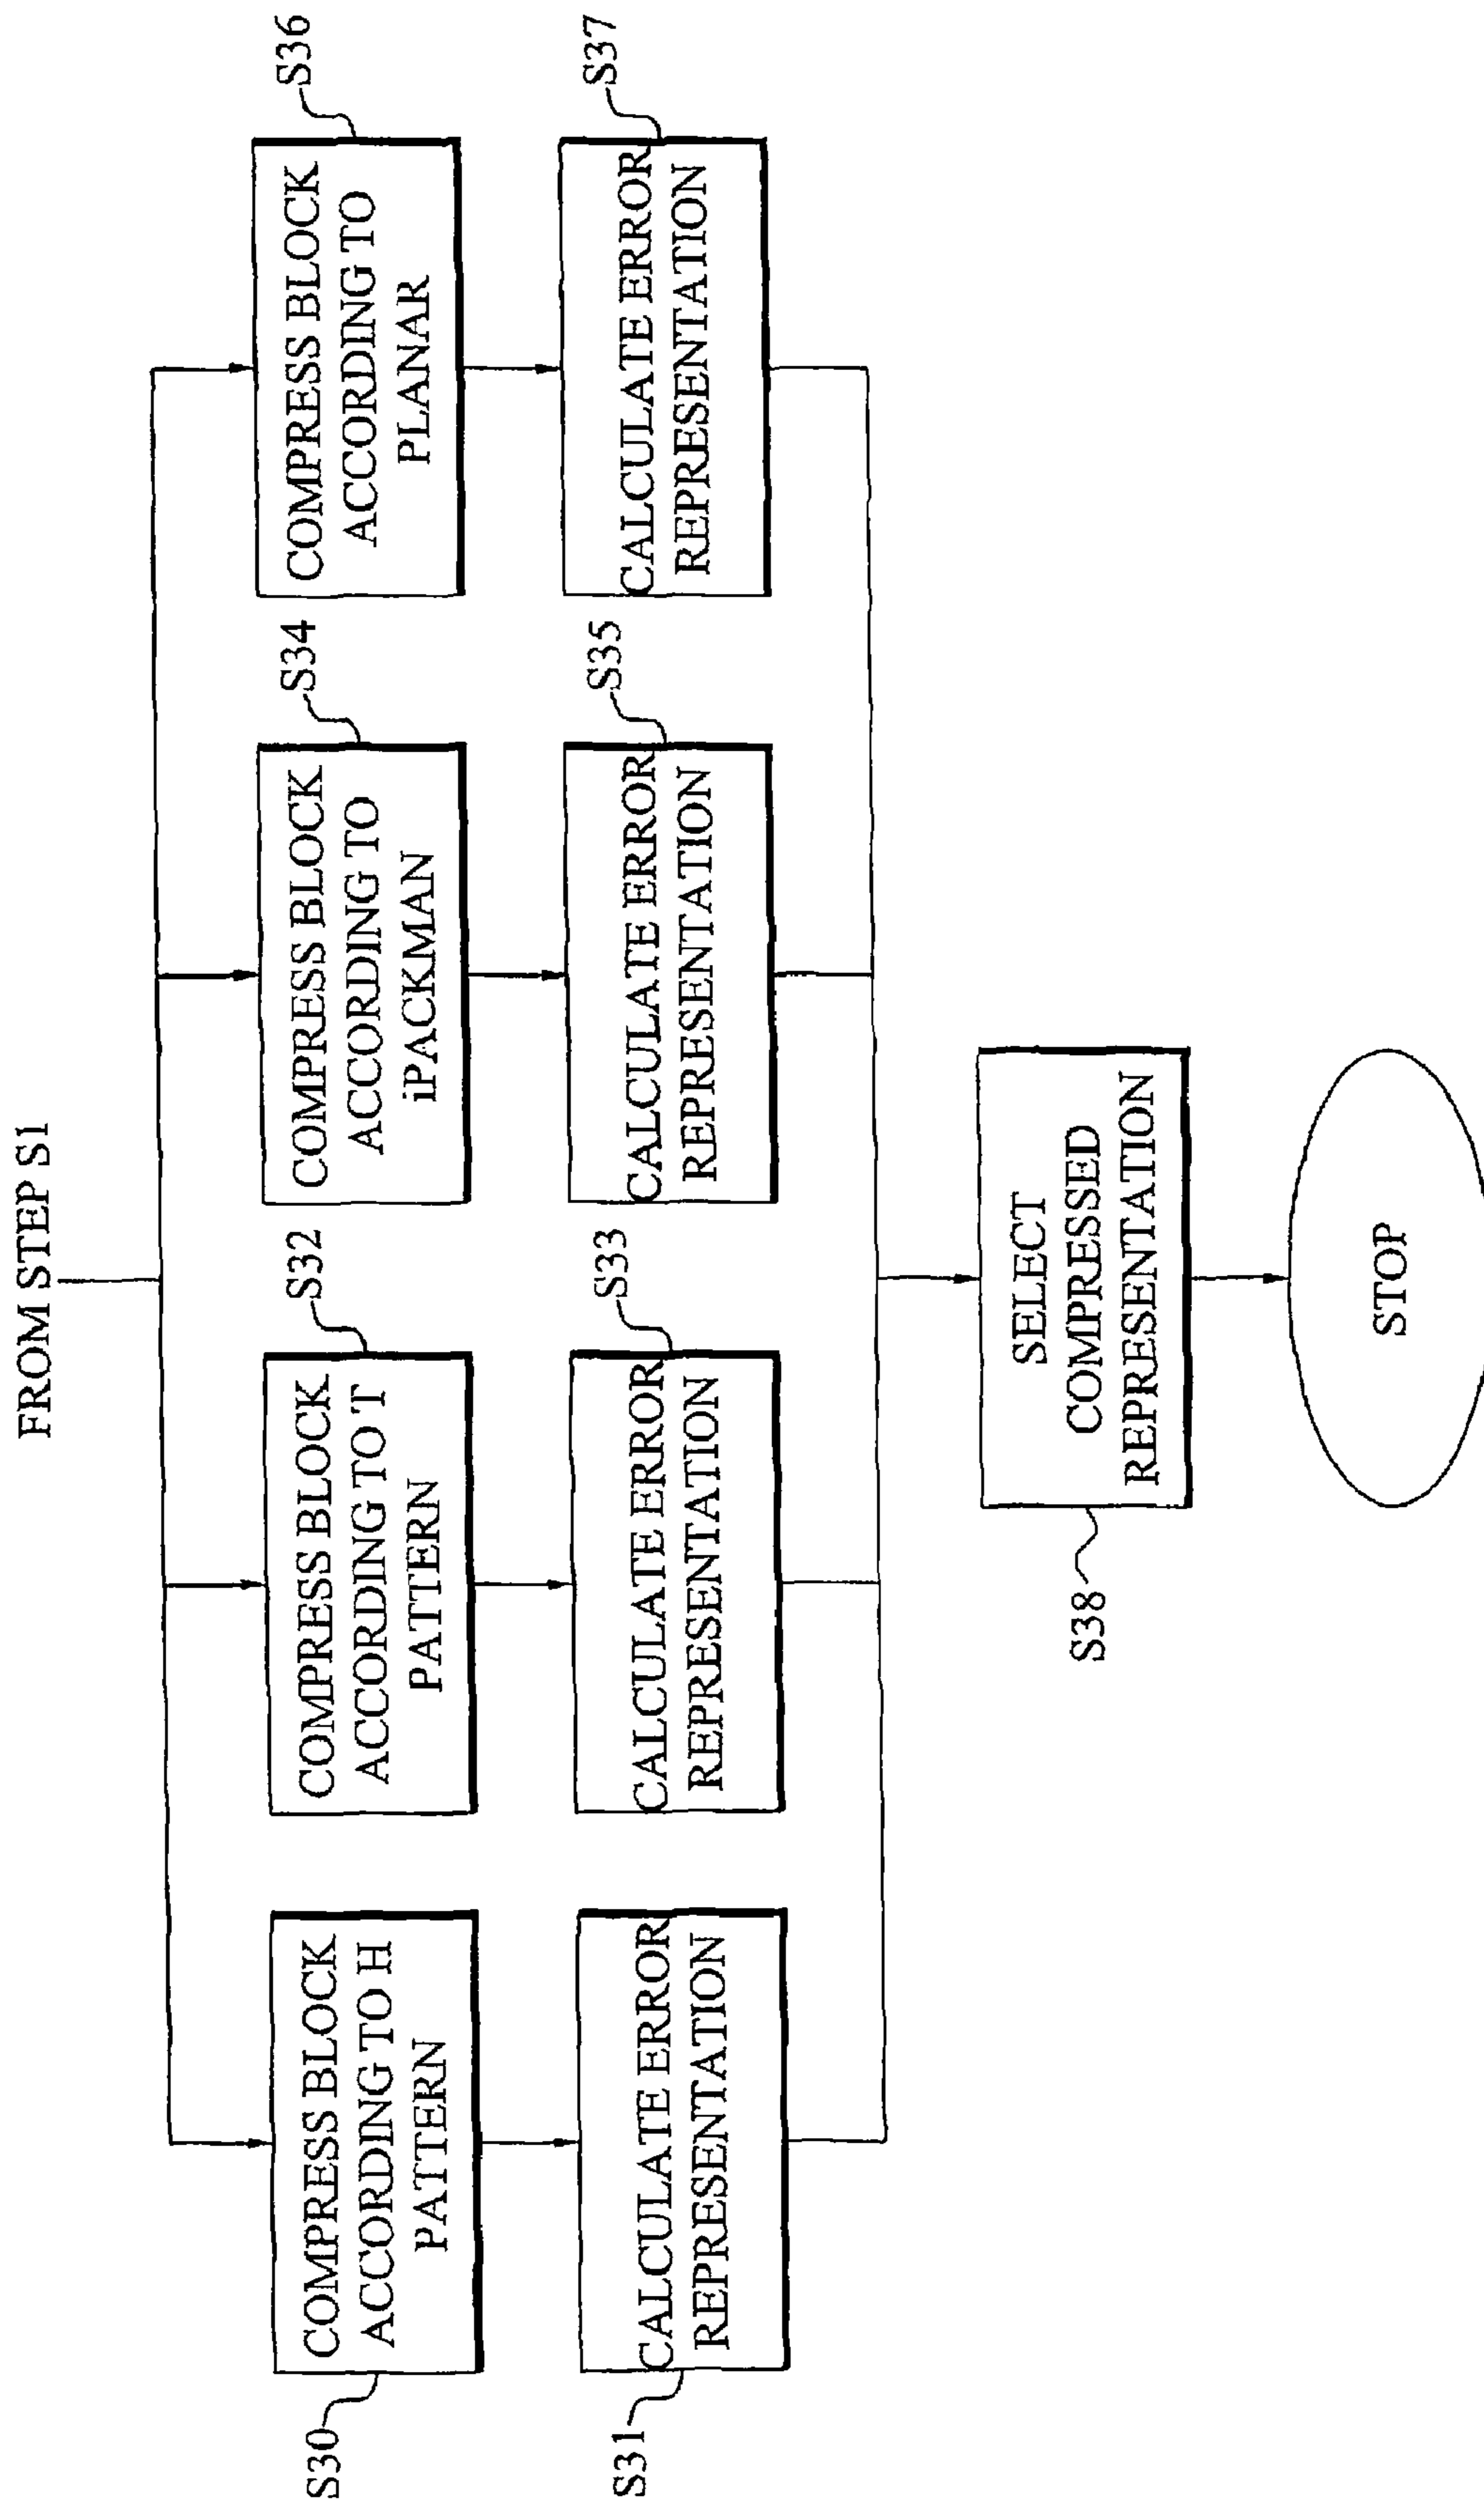 FROM STEP S1
S30
COMPRESS BLOCK
ACCORDING TO H
PATTERN
S32
COMPRESS BLOCK
ACCORDING TO T
PATTERN
S34
COMPRESS BLOCK
ACCORDING TO
iPACKMAN
S36
COMPRESS BLOCK
ACCORDING TO
PLANAR
S31
CALCULATE ERROR
REPRESENTATION
S33
CALCULATE ERROR
REPRESENTATION
S35
CALCULATE ERROR
REPRESENTATION
S37
CALCULATE ERROR
REPRESENTATION
S38
SELECT
COMPRESSED
REPRESENTATION
STOP